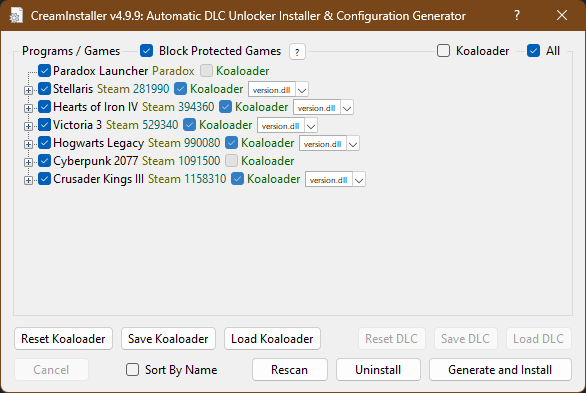 CreamInstaller v4.9.9: Automatic DLC Unlocker Installer & Configuration Generator ?
Programs / Games Block Protected Games ? Koaloader All
Paradox Launcher Paradox Koaloader
Stellaris Steam 281990 Koaloader version.dll
Hearts of Iron IV Steam 394360 Koaloader version.dll
Victoria 3 Steam 529340 Koaloader version.dll
Hogwarts Legacy Steam 990080 Koaloader version.dll
Cyberpunk 2077 Steam 1091500 Koaloader
Crusader Kings III Steam 1158310 Koaloader version.dll
Reset Koaloader Save Koaloader Load Koaloader Reset DLC Save DLC Load DLC
Cancel Sort By Name Rescan Uninstall Generate and Install